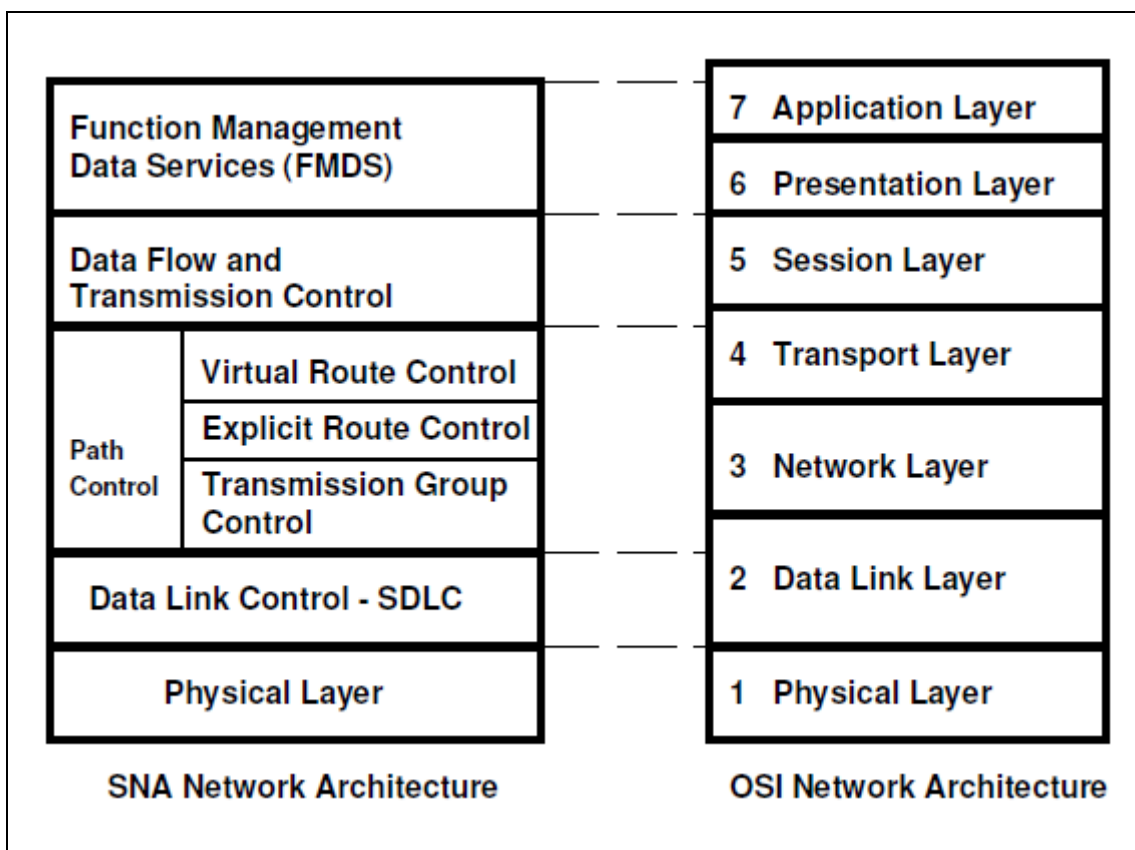 Function Management
Data Services (FMDS)
Data Flow and
Transmission Control
Path
Control
Virtual Route Control
Explicit Route Control
Transmission Group
Control
Data Link Control - SDLC
Physical Layer
SNA Network Architecture
7 Application Layer
6 Presentation Layer
5 Session Layer
4 Transport Layer
3 Network Layer
2 Data Link Layer
1 Physical Layer
OSI Network Architecture